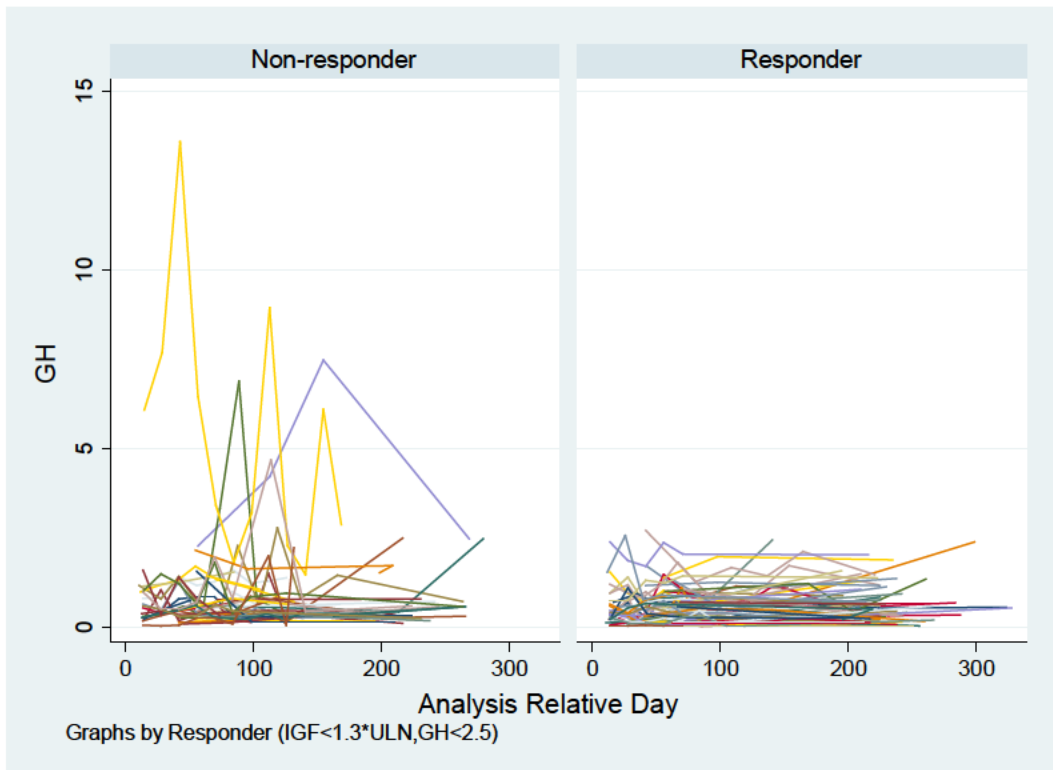 Non-responder
Responder
15
10
5
0
GH
0
100
200
300
0
100
200
300
Analysis Relative Day
Graphs by Responder (IGF<1.3*ULN,GH<2.5)